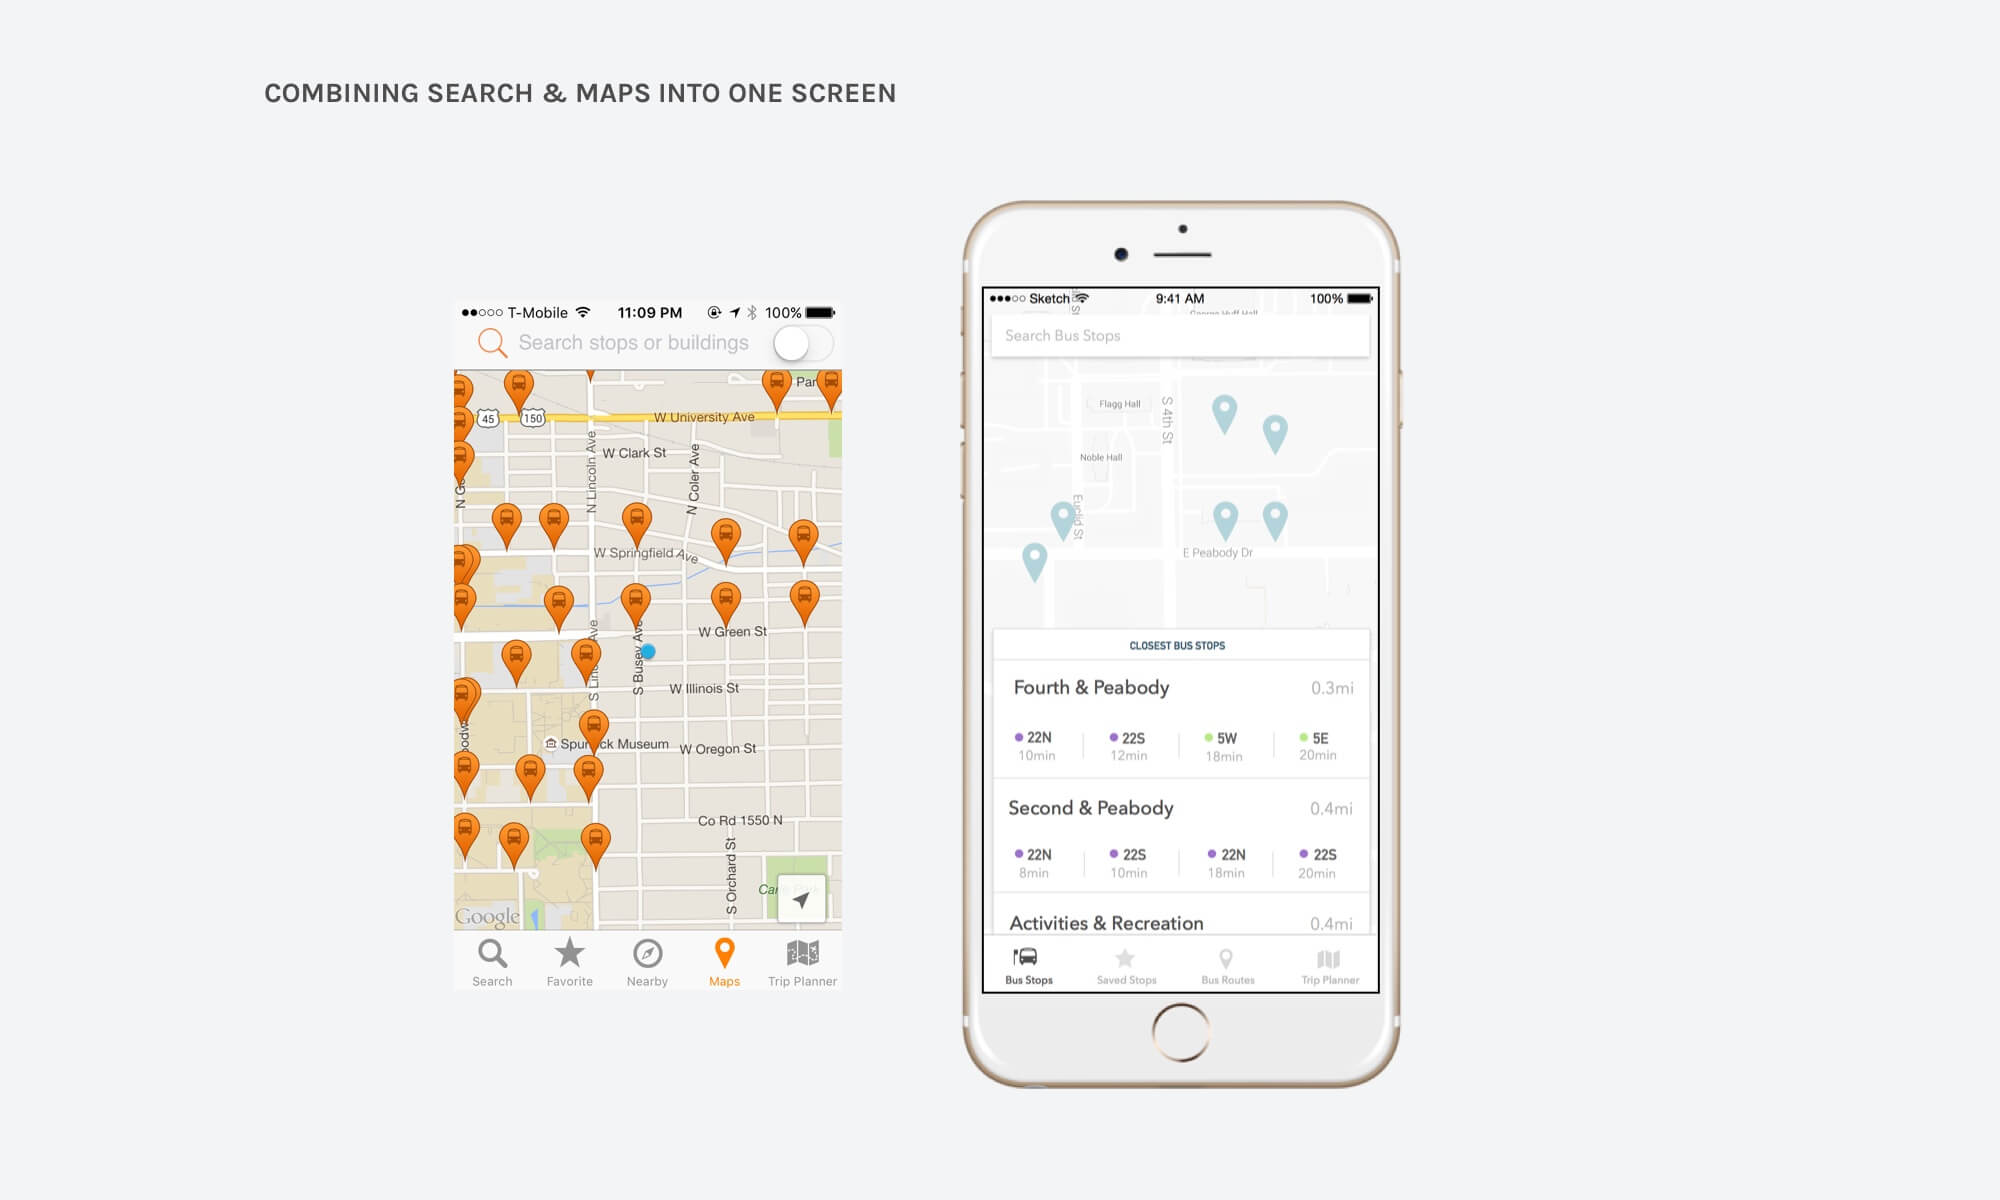 COMBINING SEARCH & MAPS INTO ONE SCREEN
T-Mobile 11:09 PM 100%
Search stops or buildings
Par
45 150 W University Ave
W Clark St
N Lincoln Ave
N Coler Ave
W Springfield Ave
W Green St
S Busey Ave
W Illinois St
Museum
W Oregon St
Co Rd 1550 N
S Orchard St
Google
Search Favorite Nearby Maps Trip Planner
Sketch 9:41 AM 100%
George Huff Hall
Search Bus Stops
Flagg Hall
S 4th St
Noble Hall
Euclid St
E Peabody Dr
CLOSEST BUS STOPS
Fourth & Peabody 0.3mi
22N 22S 5W 5E
10min 12min 18min 20min
Second & Peabody 0.4mi
22N 22S 22N 22S
8min 10min 18min 20min
Activities & Recreation 0.4mi
Bus Stops Saved Stops Bus Routes Trip Planner